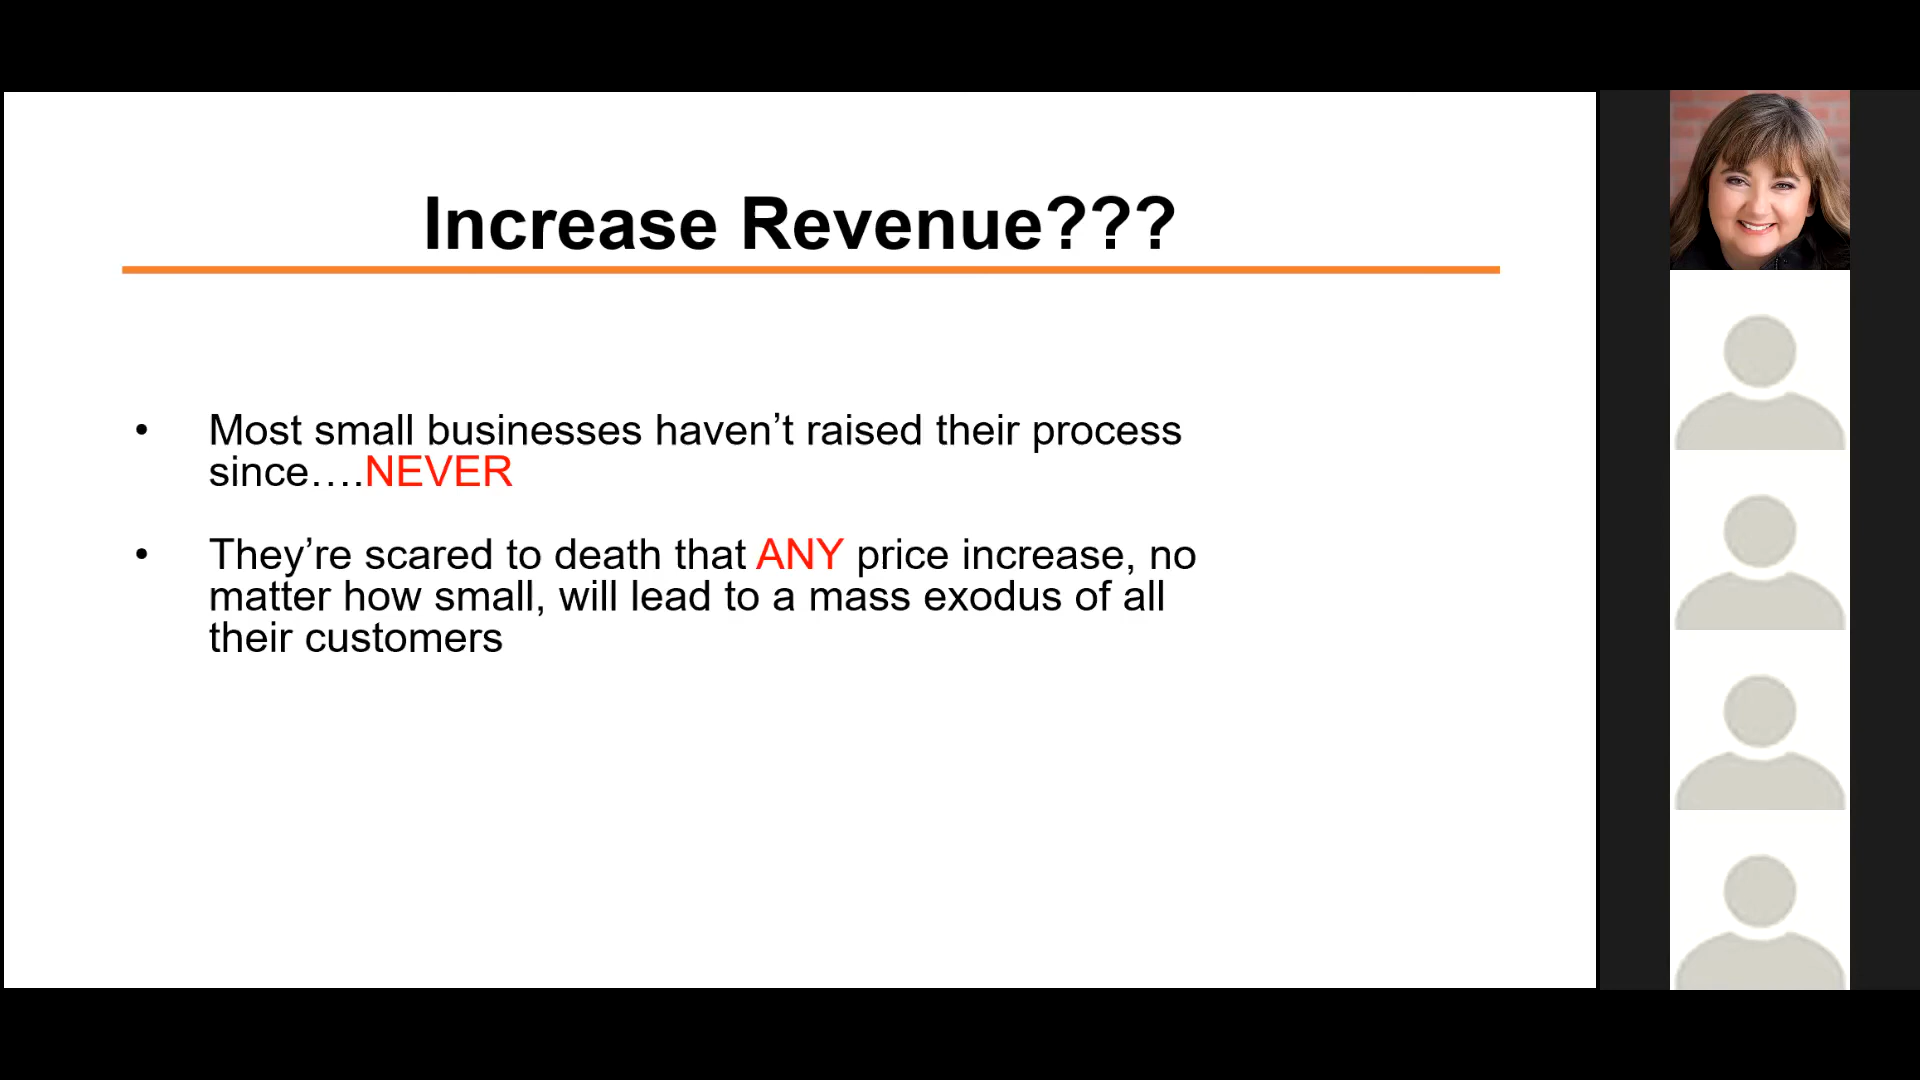 Increase Revenue???
• Most small businesses haven’t raised their process
since….NEVER
• They’re scared to death that ANY price increase, no
matter how small, will lead to a mass exodus of all
their customers